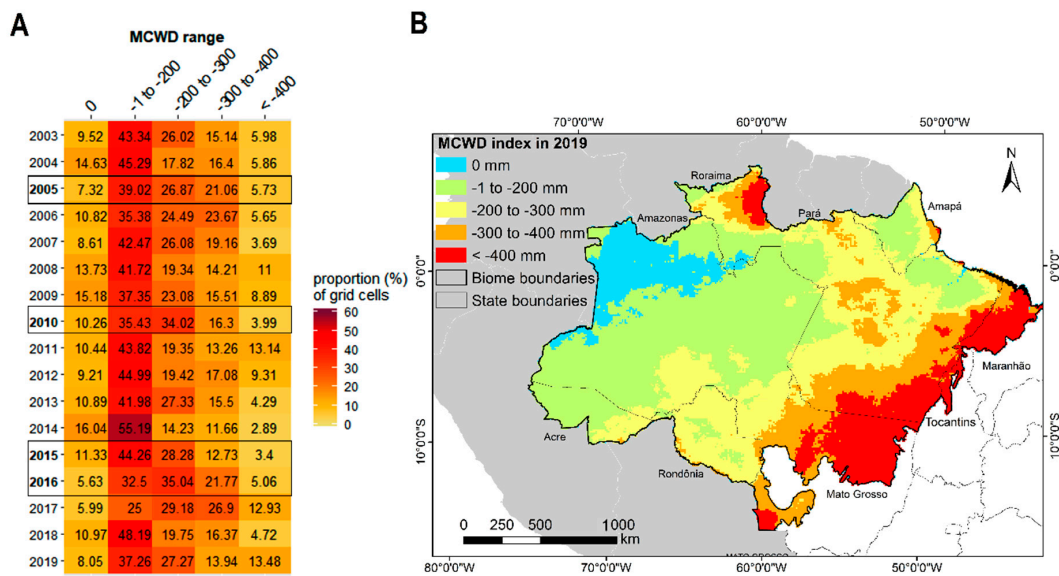 A
MCWD range
0
-1 to -200
-200 to -300
-300 to -400
< -400
2003 9.52 43.34 26.02 15.14 5.98
2004 14.63 45.29 17.82 16.4 5.86
2005 7.32 39.02 26.87 21.06 5.73
2006 10.82 35.38 24.49 23.67 5.65
2007 8.61 42.47 26.08 19.16 3.69
2008 13.73 41.72 19.34 14.21 11
2009 15.18 37.35 23.08 15.51 8.89
2010 10.26 35.43 34.02 16.3 3.99
2011 10.44 43.82 19.35 13.26 13.14
2012 9.21 44.99 19.42 17.08 9.31
2013 10.89 41.98 27.33 15.5 4.29
2014 16.04 55.19 14.23 11.66 2.89
2015 11.33 44.26 28.28 12.73 3.4
2016 5.63 32.5 35.04 21.77 5.06
2017 5.99 25 29.18 26.9 12.93
2018 10.97 48.19 19.75 16.37 4.72
2019 8.05 37.26 27.27 13.94 13.48
proportion (%)
of grid cells
60
50
40
30
20
10
0
B
70°0'0"W 60°0'0"W 50°0'0"W
MCWD index in 2019
0 mm
-1 to -200 mm
-200 to -300 mm
-300 to -400 mm
< -400 mm
Biome boundaries
State boundaries
N
Roraima
Amazonas
Pará
Amapá
Maranhão
Tocantins
Mato Grosso
Rondônia
Acre
0°0'0"C
0°0'0"C
10°0'0"S
10°0'0"S
0 250 500 1000
km
80°0'0"W 70°0'0"W 60°0'0"W 50°0'0"W